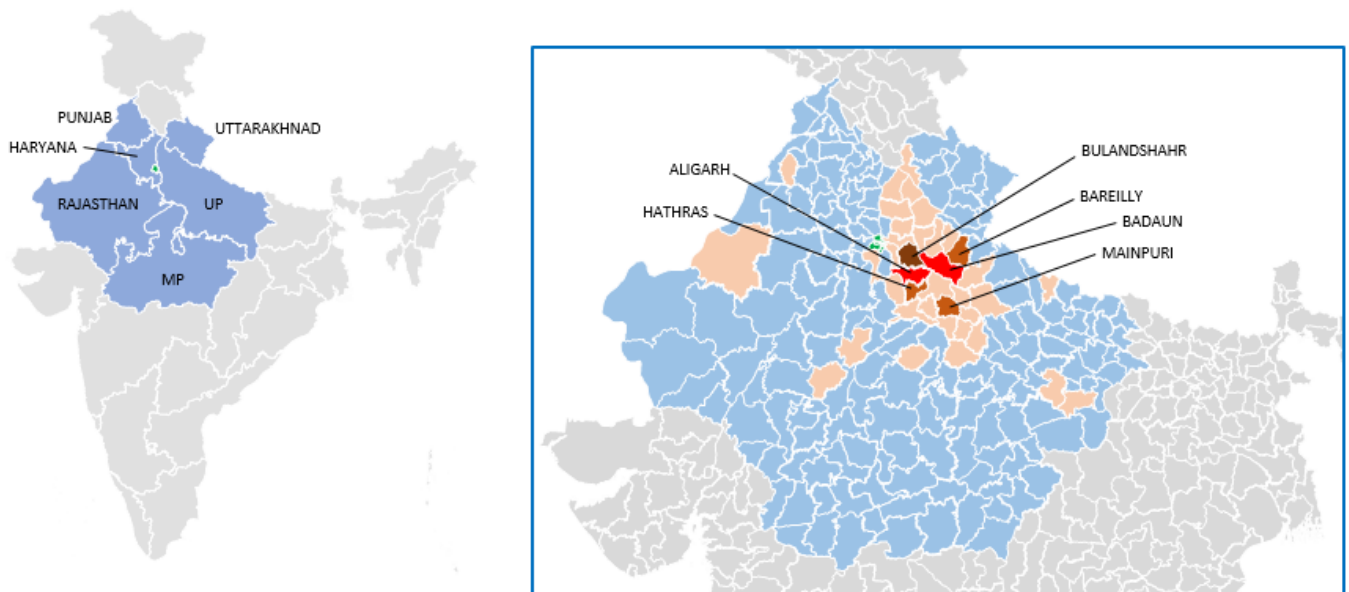 PUNJAB
UTTARAKHNAD
HARYANA
RAJASTHAN
UP
MP
BULANDSHAHR
ALIGARH
BAREILLY
HATHRAS
BADAUN
MAINPURI